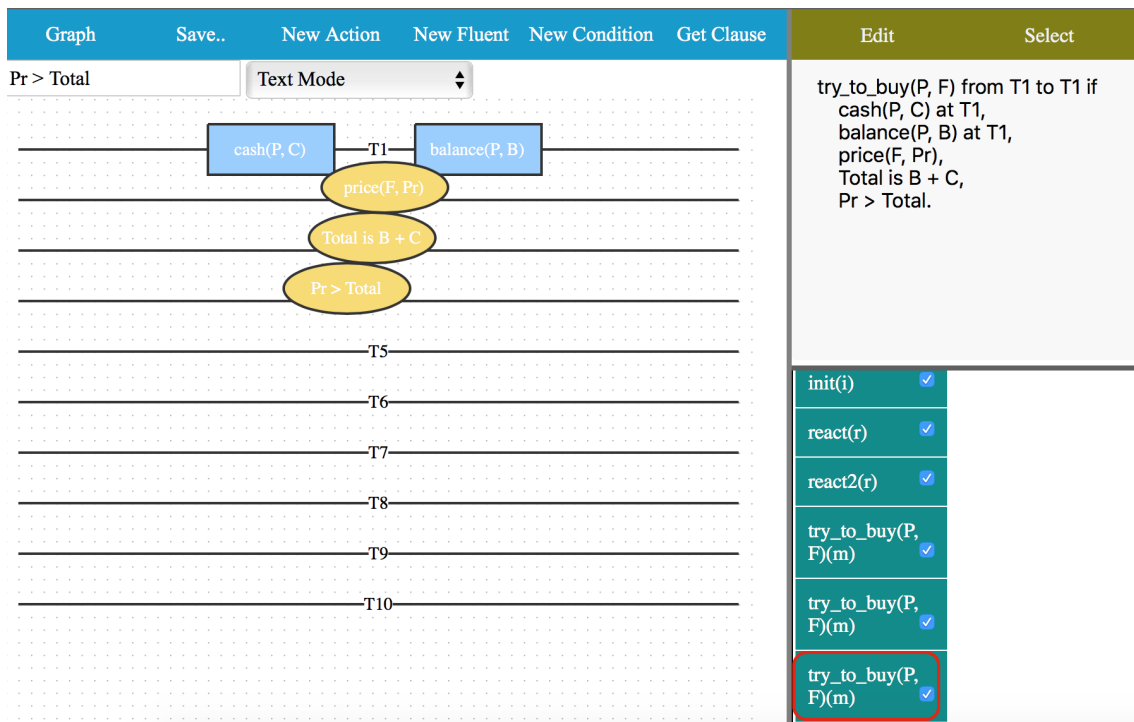 Graph Save.. New Action New Fluent New Condition Get Clause
Edit Select
Pr > Total
Text Mode
cash(P, C) T1 balance(P, B)
price(F, Pr)
Total is B + C
Pr > Total
T5
T6
T7
T8
T9
T10
try_to_buy(P, F) from T1 to T1 if
cash(P, C) at T1,
balance(P, B) at T1,
price(F, Pr),
Total is B + C,
Pr > Total.
init(i)
react(r)
react2(r)
try_to_buy(P,
F)(m)
try_to_buy(P,
F)(m)
try_to_buy(P,
F)(m)